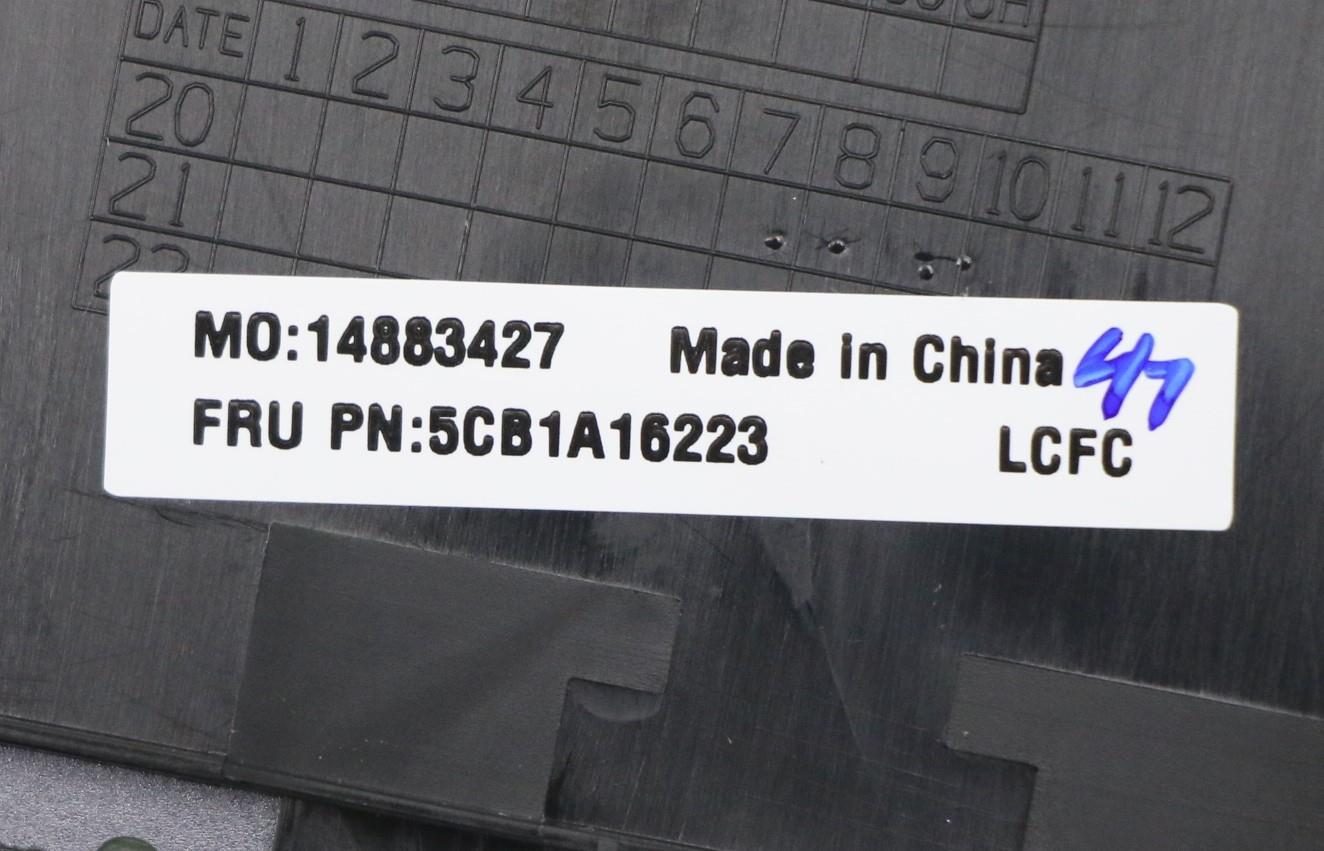 DATE 1 2 3 4 5 6 7 8 9 10 11 12
20
21
22
MO:14883427 Made in China
FRU PN:5CB1A16223 LCFC